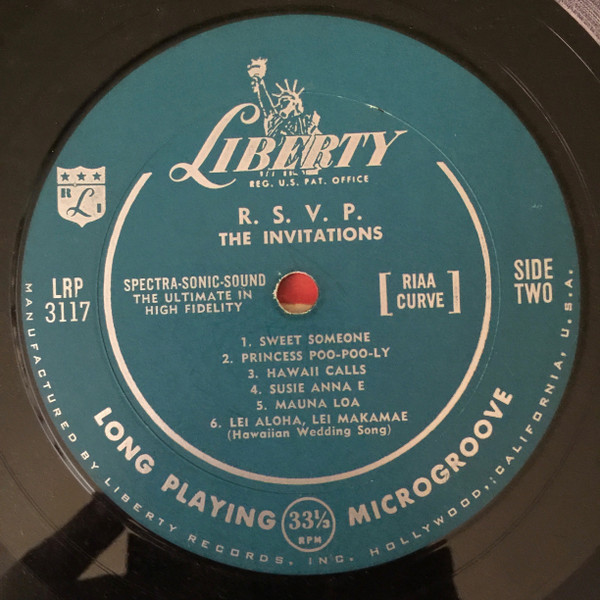 LIBERTY
REG. U.S. PAT. OFFICE
R L I
R. S. V. P.
THE INVITATIONS
LRP
3117
SPECTRA-SONIC-SOUND
THE ULTIMATE IN
HIGH FIDELITY
[RIAA
CURVE]
SIDE
TWO
1. SWEET SOMEONE
2. PRINCESS POO-POO-LY
3. HAWAII CALLS
4. SUSIE ANNA E
5. MAUNA LOA
6. LEI ALOHA, LEI MAKAMAE
(Hawaiian Wedding Song)
LONG PLAYING 33⅓ RPM MICROGROOVE
MANUFACTURED BY LIBERTY RECORDS, INC. HOLLYWOOD, CALIFORNIA, U.S.A.